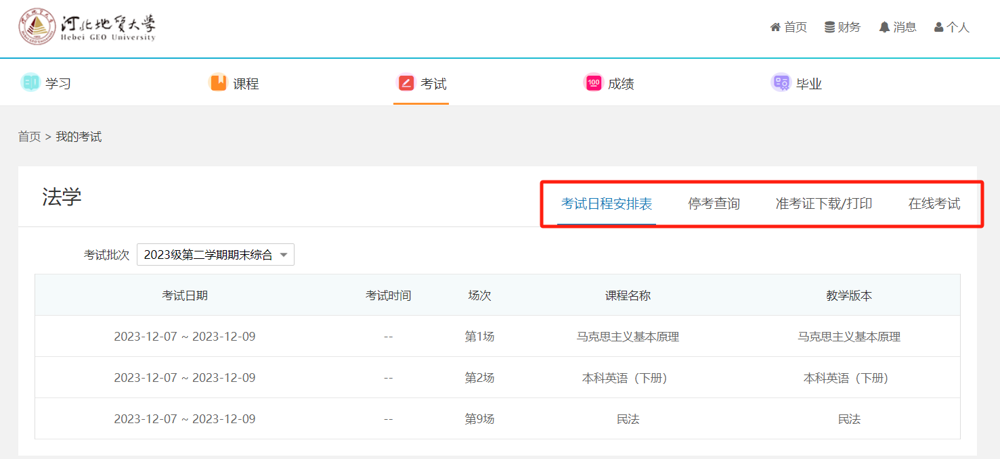 河北地质大学
Hebei GEO University
首页 财务 消息 个人
学习 课程 考试 100 成绩 毕业
首页 > 我的考试
法学 考试日程安排表 停考查询 准考证下载/打印 在线考试
考试批次 2023级第二学期期末综合
考试日期 考试时间 场次 课程名称 教学版本
2023-12-07 ~ 2023-12-09 -- 第1场 马克思主义基本原理 马克思主义基本原理
2023-12-07 ~ 2023-12-09 -- 第2场 本科英语（下册） 本科英语（下册）
2023-12-07 ~ 2023-12-09 -- 第9场 民法 民法